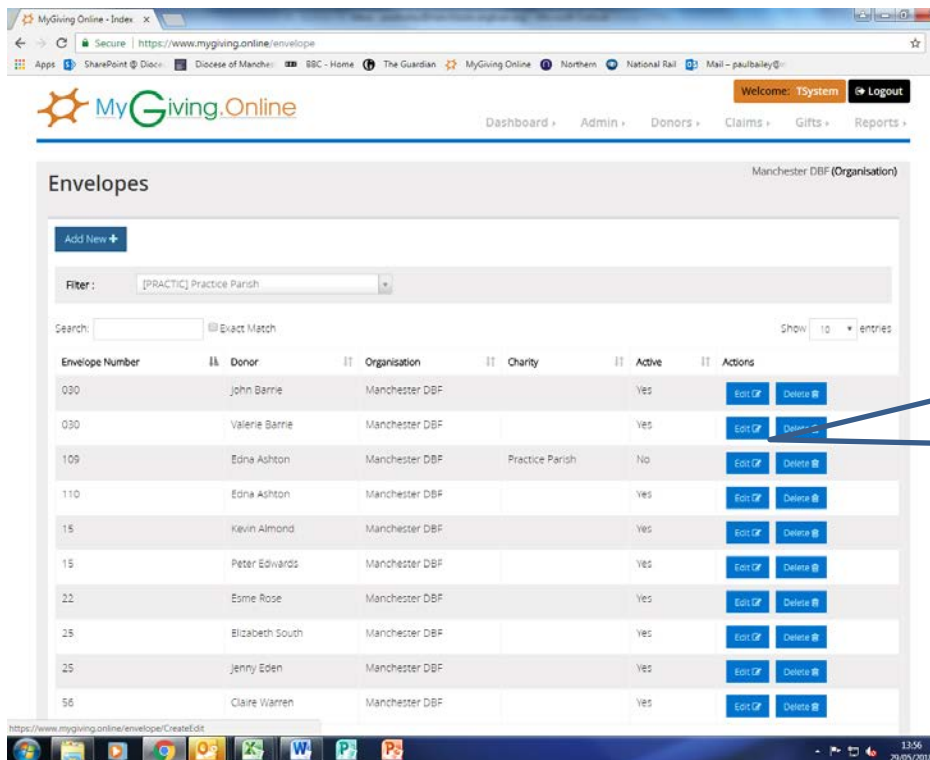 MyGiving Online - Index
Secure | https://www.mygiving.online/envelope
Apps SharePoint @ Dioce Diocese of Manche BBC - Home The Guardian MyGiving Online Northern National Rail Mail – paulbailey@
MyGiving.Online
Welcome: TSystem Logout
Dashboard Admin Donors Claims Gifts Reports
Envelopes
Manchester DBF (Organisation)
Add New
Filter : [PRACTIC] Practice Parish
Search: Exact Match Show 10 entries
Envelope Number Donor Organisation Charity Active Actions
030 John Barrie Manchester DBF Yes Edit Delete
030 Valerie Barrie Manchester DBF Yes Edit Delete
109 Edna Ashton Manchester DBF Practice Parish No Edit Delete
110 Edna Ashton Manchester DBF Yes Edit Delete
15 Kevin Almond Manchester DBF Yes Edit Delete
15 Peter Edwards Manchester DBF Yes Edit Delete
22 Esme Rose Manchester DBF Yes Edit Delete
25 Elizabeth South Manchester DBF Yes Edit Delete
25 Jenny Eden Manchester DBF Yes Edit Delete
56 Claire Warren Manchester DBF Yes Edit Delete
https://www.mygiving.online/envelope/CreateEdit
13:56